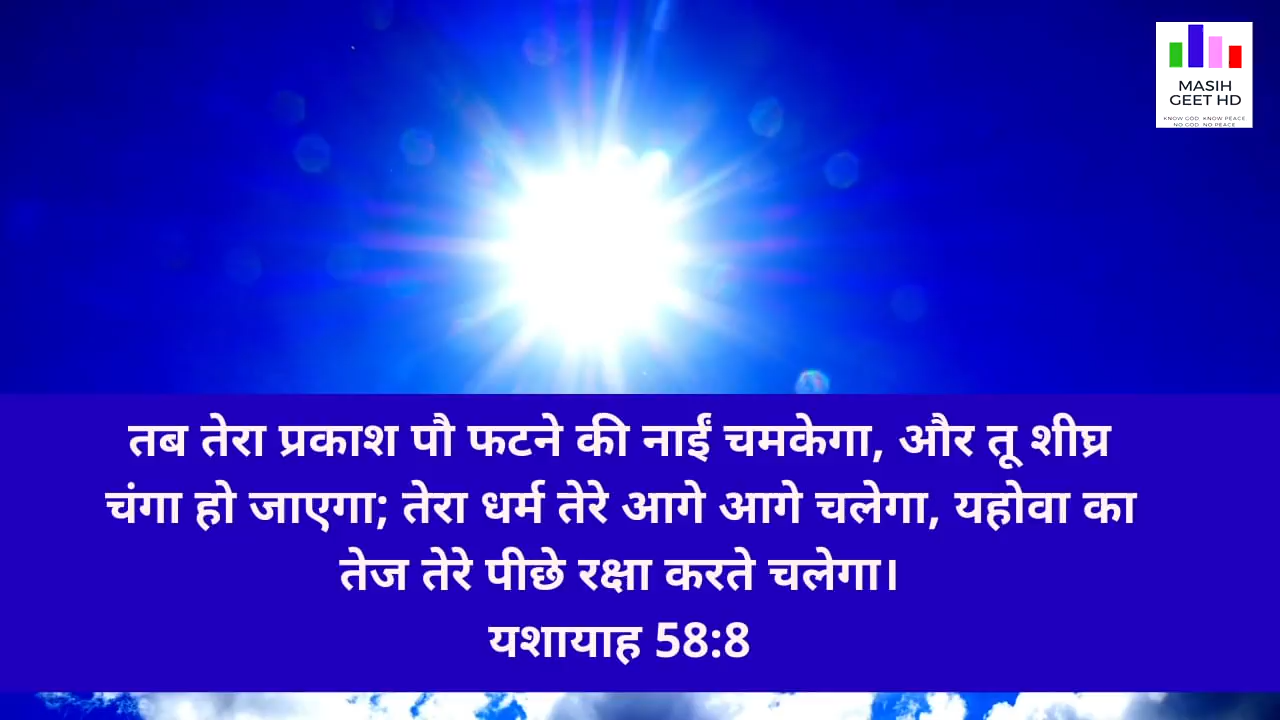 MASIH
GEET HD
KNOW GOD. KNOW PEACE.
NO GOD. NO PEACE.
तब तेरा प्रकाश पौ फटने की नाईं चमकेगा, और तू शीघ्र
चंगा हो जाएगा; तेरा धर्म तेरे आगे आगे चलेगा, यहोवा का
तेज तेरे पीछे रक्षा करते चलेगा।
यशायाह 58:8